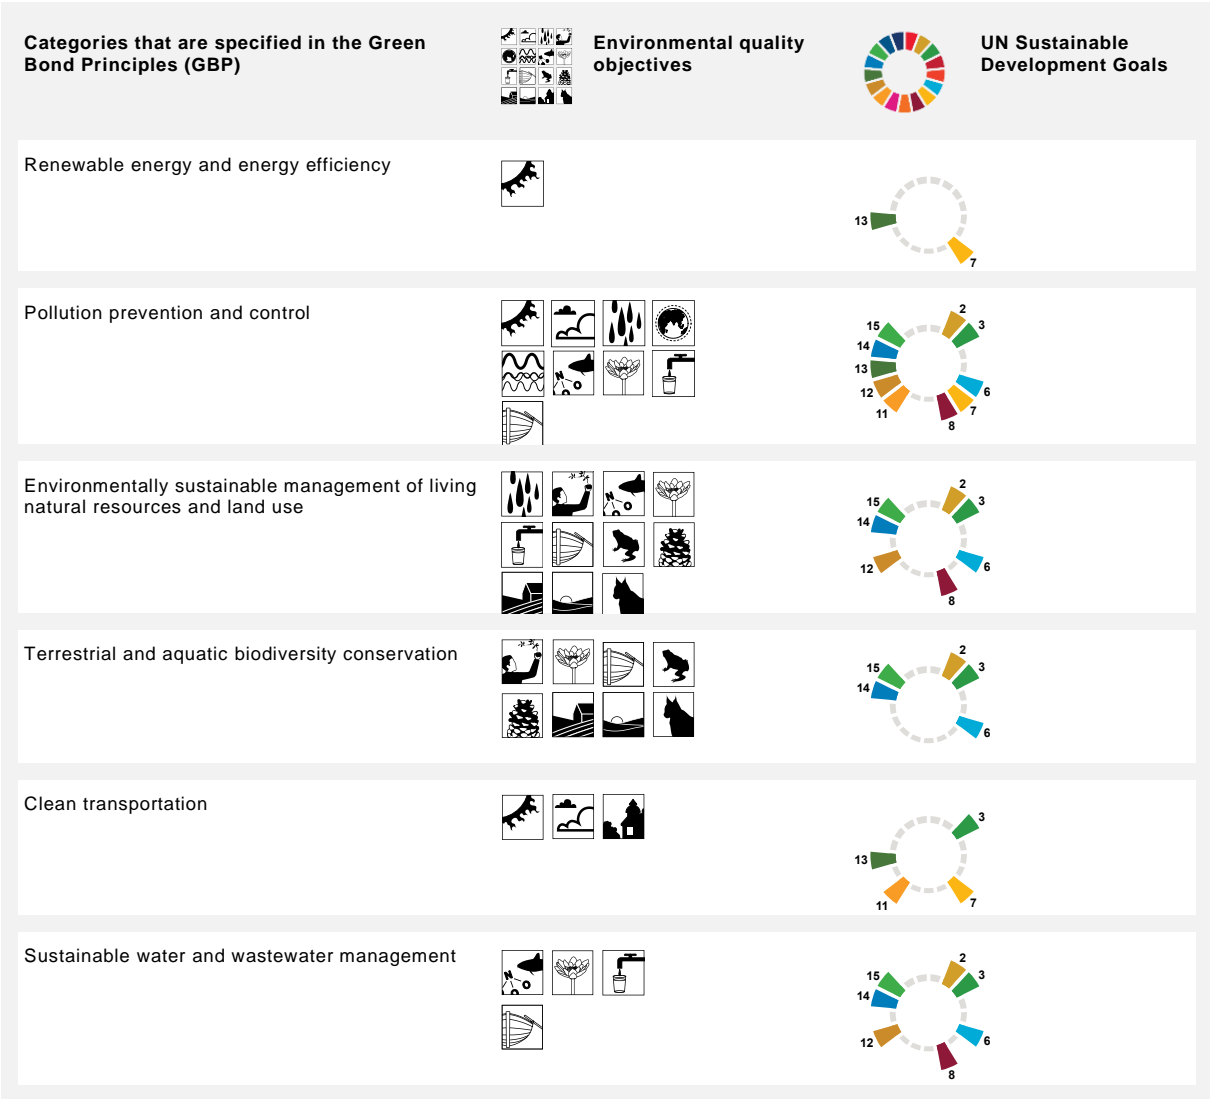 Categories that are specified in the Green
Bond Principles (GBP)
Environmental quality
objectives
UN Sustainable
Development Goals
Renewable energy and energy efficiency
13
7
Pollution prevention and control
2
3
15
14
13
12
11
6
7
8
Environmentally sustainable management of living
natural resources and land use
2
3
15
14
12
6
8
Terrestrial and aquatic biodiversity conservation
2
3
15
14
6
Clean transportation
3
13
11
7
Sustainable water and wastewater management
2
3
15
14
12
6
8